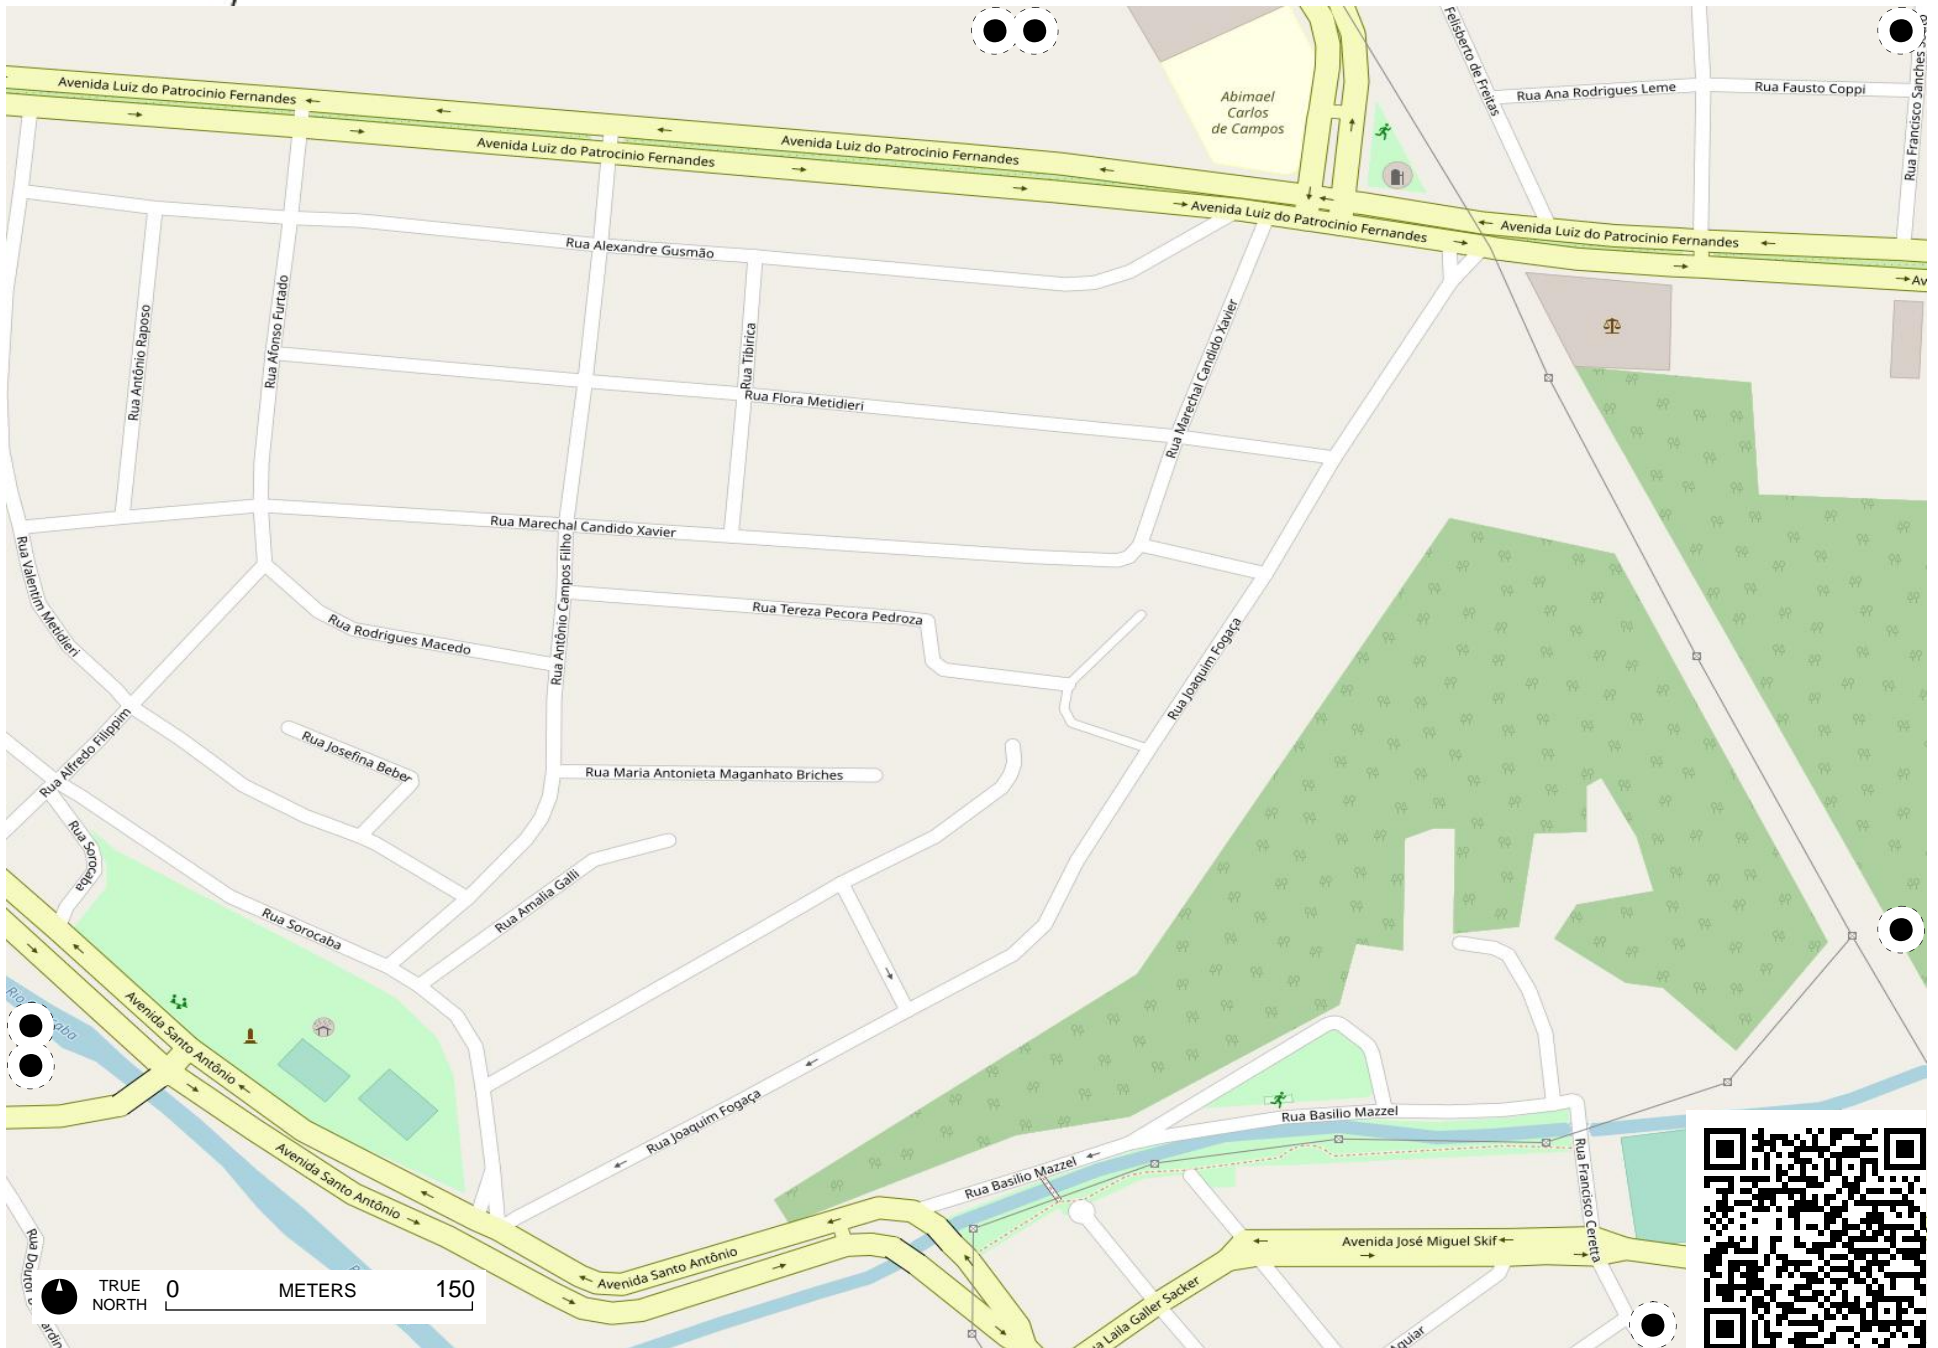 Felisberto de Freitas
Avenida Luiz do Patrocinio Fernandes
Abimael
Carlos
de Campos
Rua Ana Rodrigues Leme
Rua Fausto Coppi
Rua Francisco Sanches
Avenida Luiz do Patrocinio Fernandes
Avenida Luiz do Patrocinio Fernandes
Avenida Luiz do Patrocinio Fernandes
Avenida Luiz do Patrocinio Fernandes
Av
Rua Alexandre Gusmão
Rua Antônio Raposo
Rua Afonso Furtado
Rua Tibirica
Rua Marechal Candido Xavier
Rua Flora Metidieri
Rua Marechal Candido Xavier
Rua Valentim Metidieri
Rua Antônio Campos Filho
Rua Tereza Pecora Pedroza
Rua Rodrigues Macedo
Rua Joaquim Fogaça
Rua Alfredo Filippim
Rua Josefina Beber
Rua Maria Antonieta Maganhato Briches
Rua Sorocaba
Rua Amalia Galli
Rua Sorocaba
Avenida Santo Antônio
Rua Joaquim Fogaça
Rua Basilio Mazzel
Rua Basilio Mazzel
Avenida Santo Antônio
Rua Francisco Ceretta
Avenida José Miguel Skif
Avenida Santo Antônio
Laila Galler Sacker
TRUE
NORTH
0 METERS 150